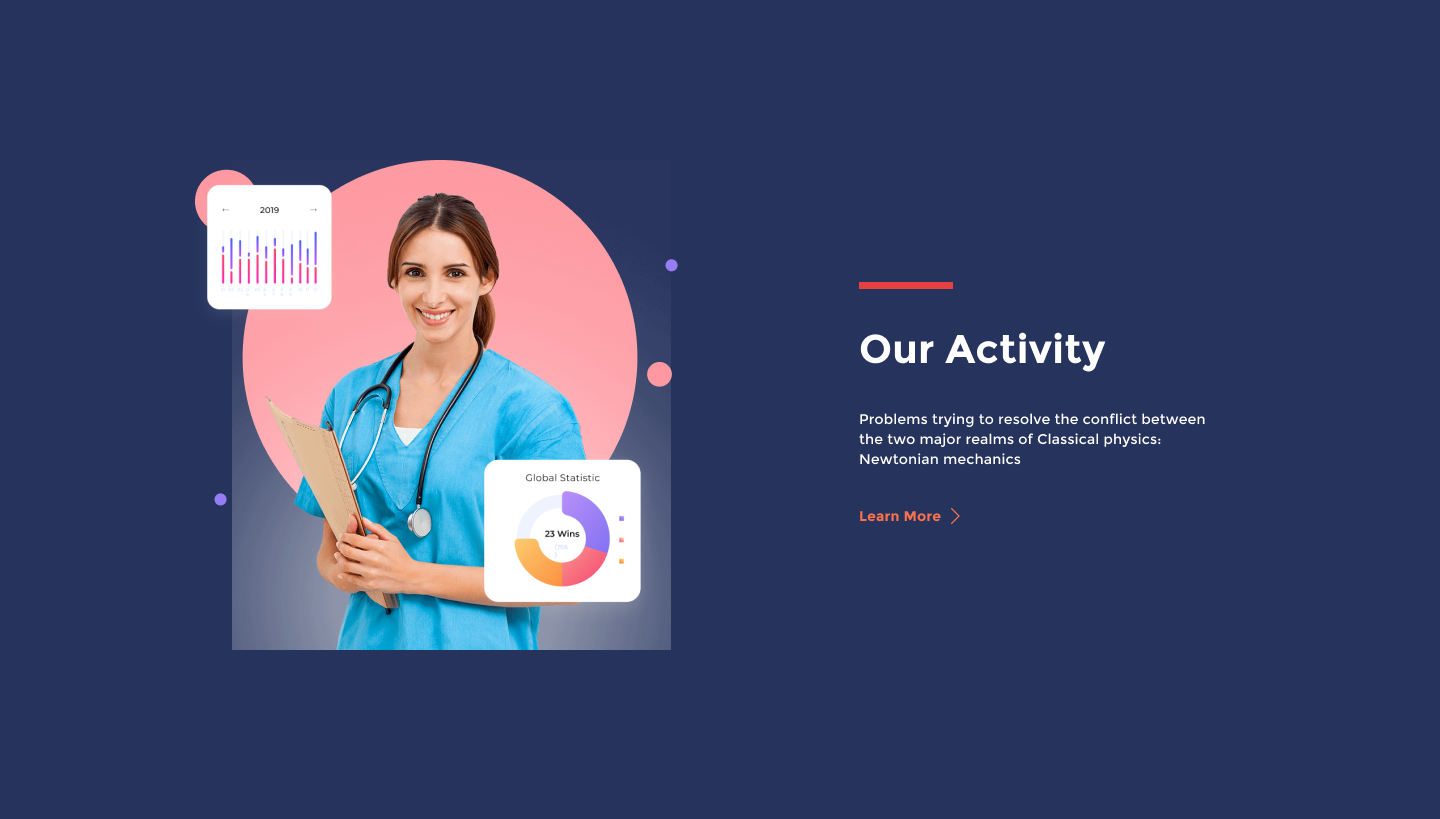 2019
Global Statistic
23 Wins
Our Activity
Problems trying to resolve the conflict between
the two major realms of Classical physics:
Newtonian mechanics
Learn More